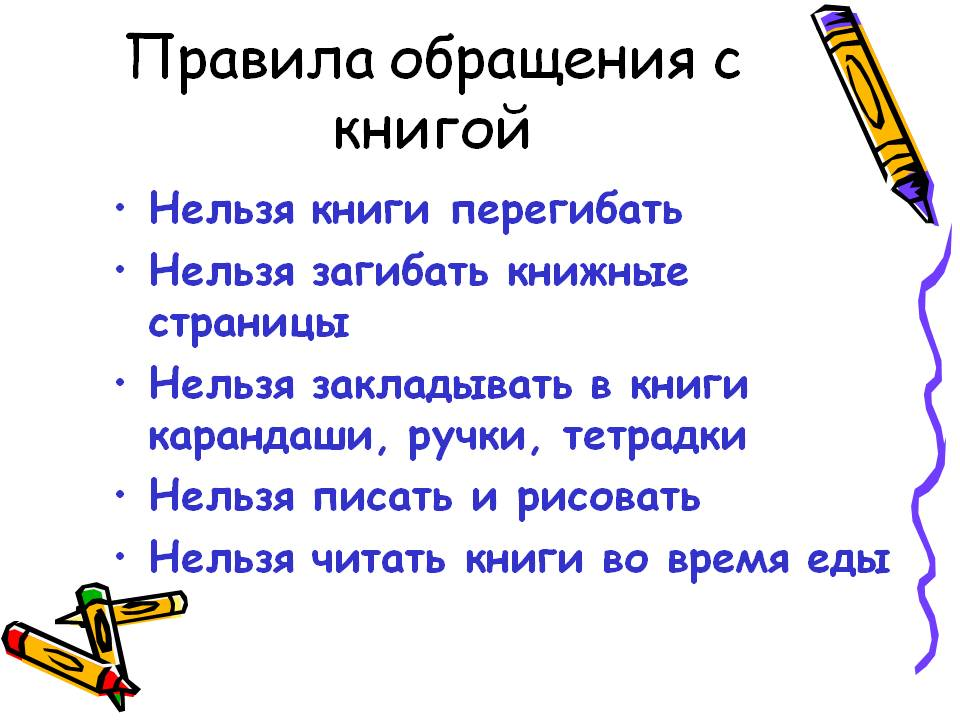 Правила обращения с
книгой
• Нельзя книги перегибать
• Нельзя загибать книжные
страницы
• Нельзя закладывать в книги
карандаши, ручки, тетрадки
• Нельзя писать и рисовать
• Нельзя читать книги во время еды